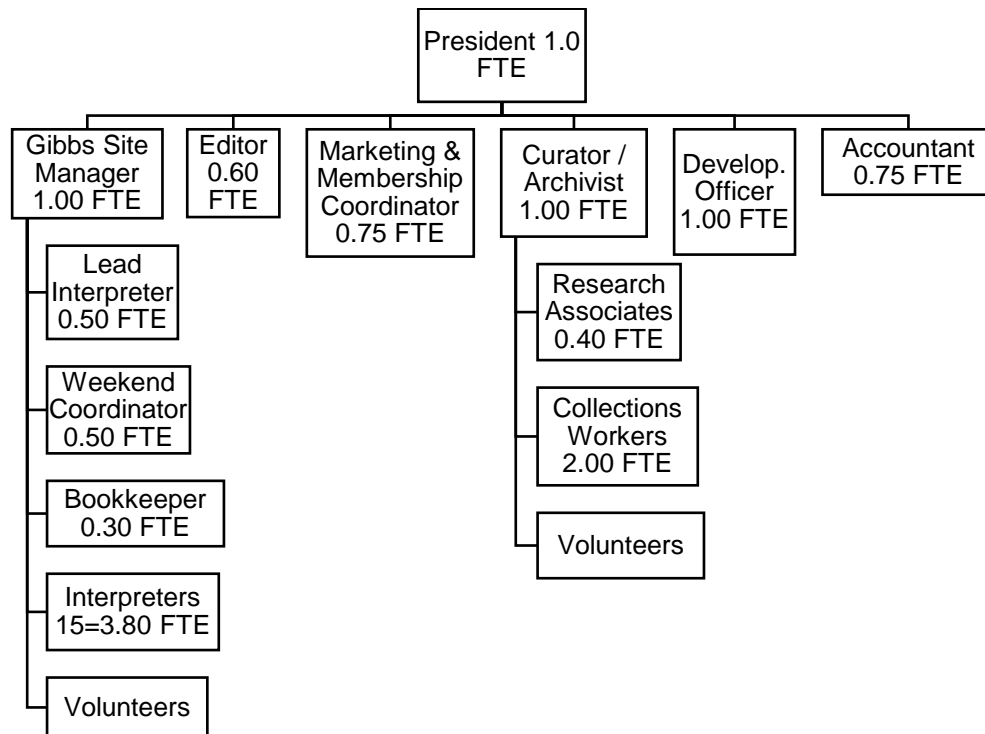 President 1.0
FTE
Gibbs Site
Manager
1.00 FTE
Editor
0.60
FTE
Marketing &
Membership
Coordinator
0.75 FTE
Curator /
Archivist
1.00 FTE
Develop.
Officer
1.00 FTE
Accountant
0.75 FTE
Lead
Interpreter
0.50 FTE
Weekend
Coordinator
0.50 FTE
Bookkeeper
0.30 FTE
Interpreters
15=3.80 FTE
Volunteers
Research
Associates
0.40 FTE
Collections
Workers
2.00 FTE
Volunteers